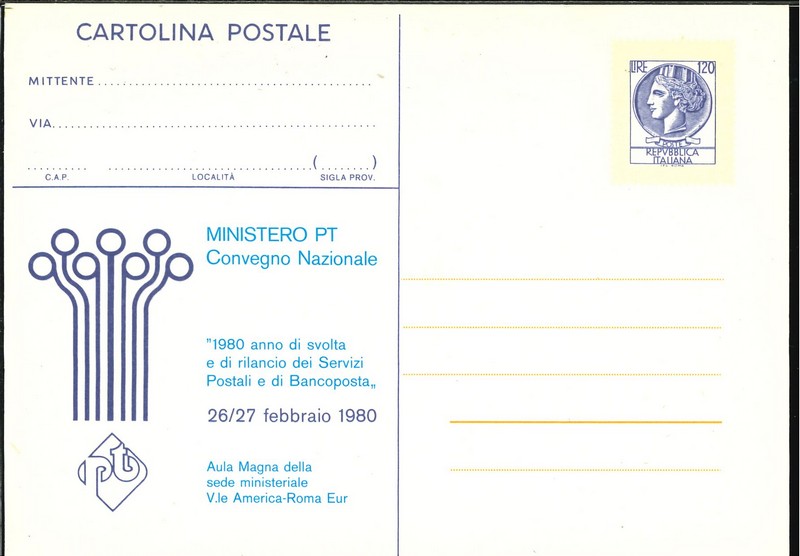 CARTOLINA POSTALE
MITTENTE
VIA
( )
C.A.P. LOCALITÀ SIGLA PROV.
LIRE 120
POSTE
REPVBBLICA
ITALIANA
MINISTERO PT
Convegno Nazionale
"1980 anno di svolta
e di rilancio dei Servizi
Postali e di Bancoposta„
26/27 febbraio 1980
pt
Aula Magna della
sede ministeriale
V.le America-Roma Eur